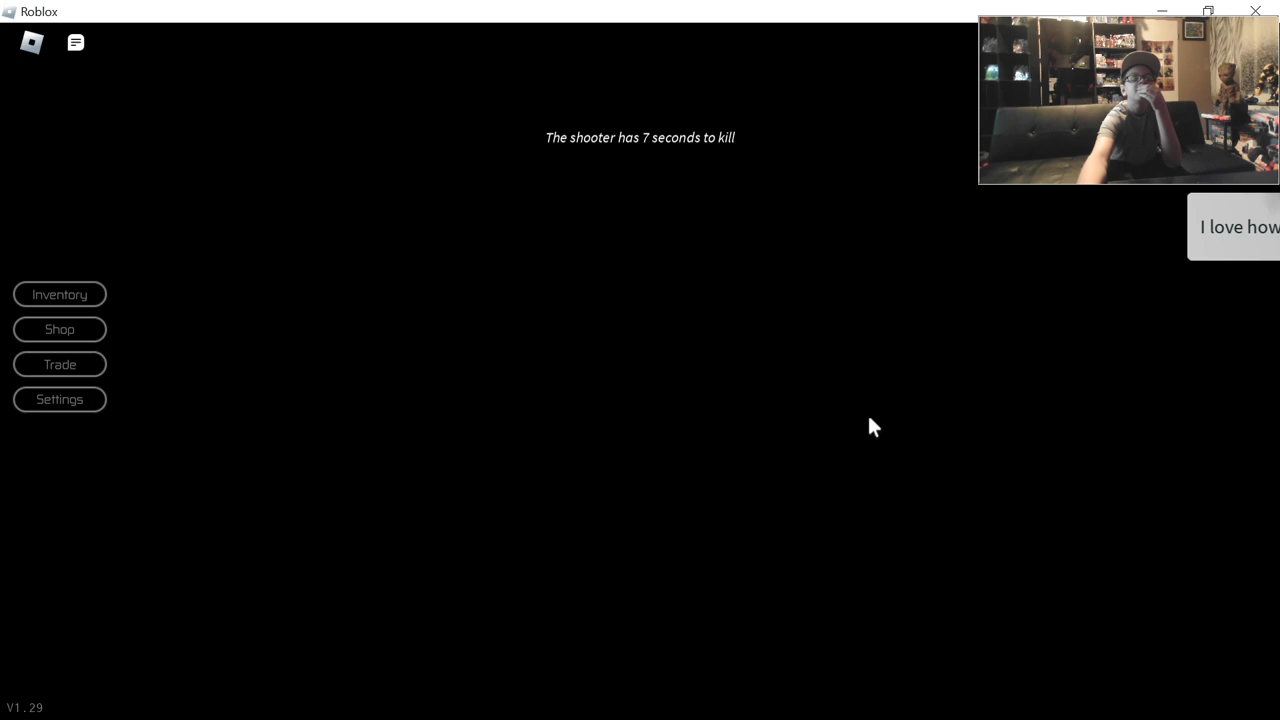 Roblox
The shooter has 7 seconds to kill
I love how
Inventory
Shop
Trade
Settings
V1.29